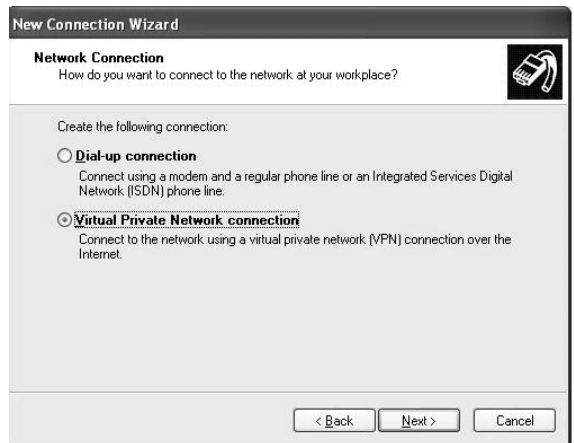 New Connection Wizard
Network Connection
How do you want to connect to the network at your workplace?
Create the following connection:
Dial-up connection
Connect using a modem and a regular phone line or an Integrated Services Digital
Network (ISDN) phone line.
Virtual Private Network connection
Connect to the network using a virtual private network (VPN) connection over the
Internet.
< Back
Next >
Cancel